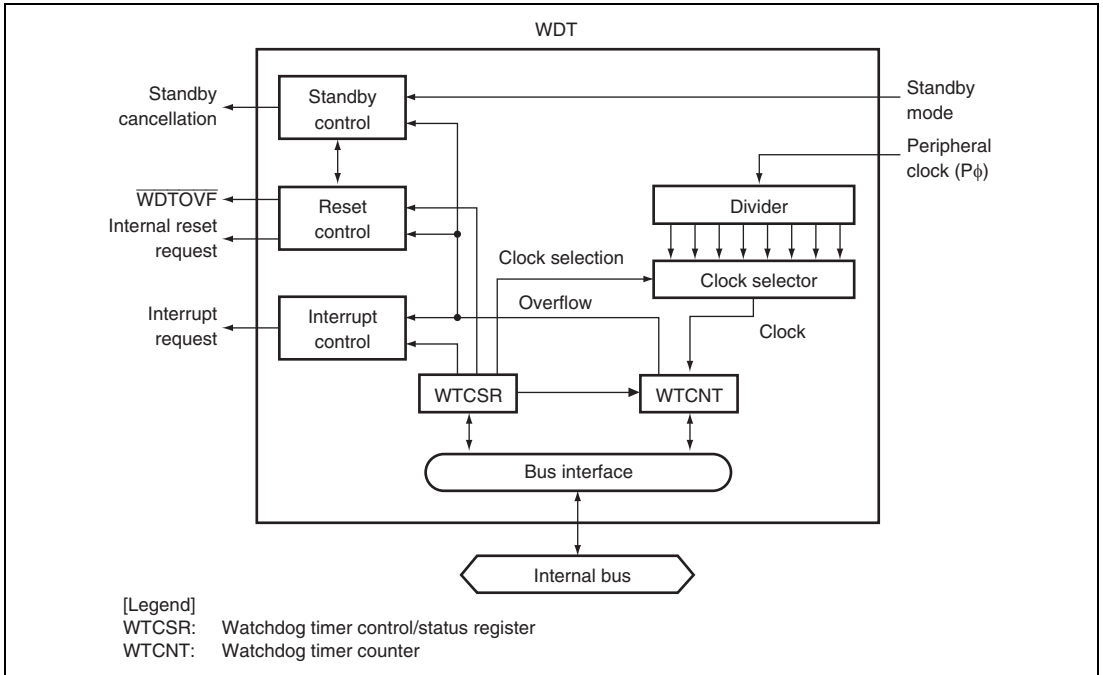 WDT
Standby
cancellation
Standby
control
Standby
mode
Peripheral
clock (Pϕ)
W̅D̅T̅O̅V̅F̅
Internal reset
request
Reset
control
Divider
Clock selection
Clock selector
Overflow
Clock
Interrupt
request
Interrupt
control
WTCSR
WTCNT
Bus interface
Internal bus
[Legend]
WTCSR: Watchdog timer control/status register
WTCNT: Watchdog timer counter